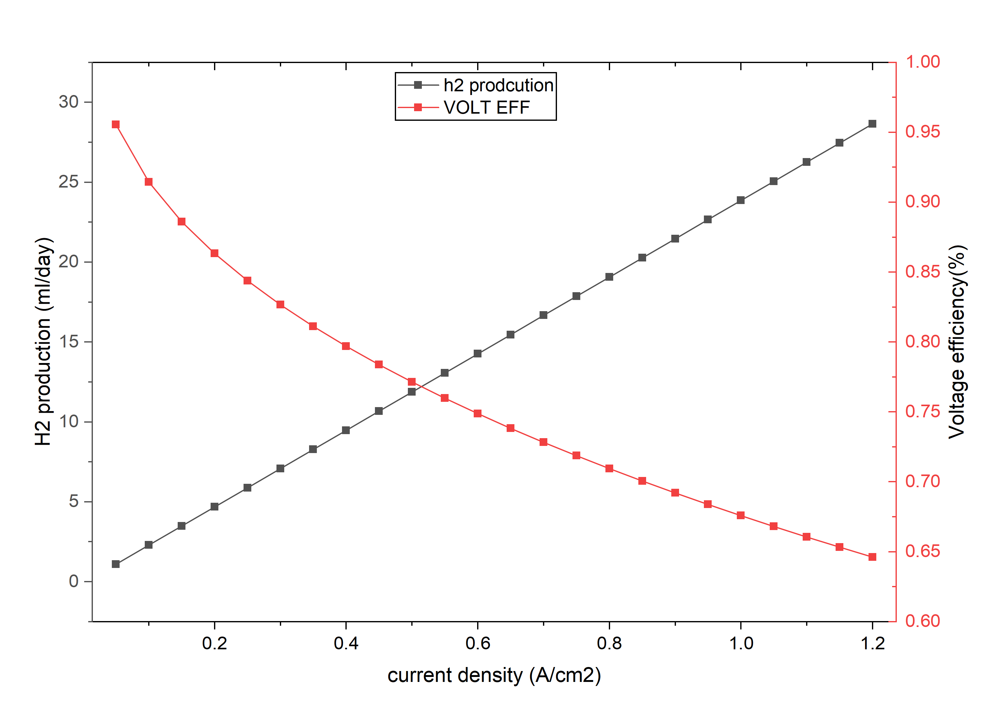 h2 prodcution
VOLT EFF
30
25
20
15
10
5
0
H2 production (ml/day)
1.00
0.95
0.90
0.85
0.80
0.75
0.70
0.65
0.60
Voltage efficiency(%)
0.2 0.4 0.6 0.8 1.0 1.2
current density (A/cm2)